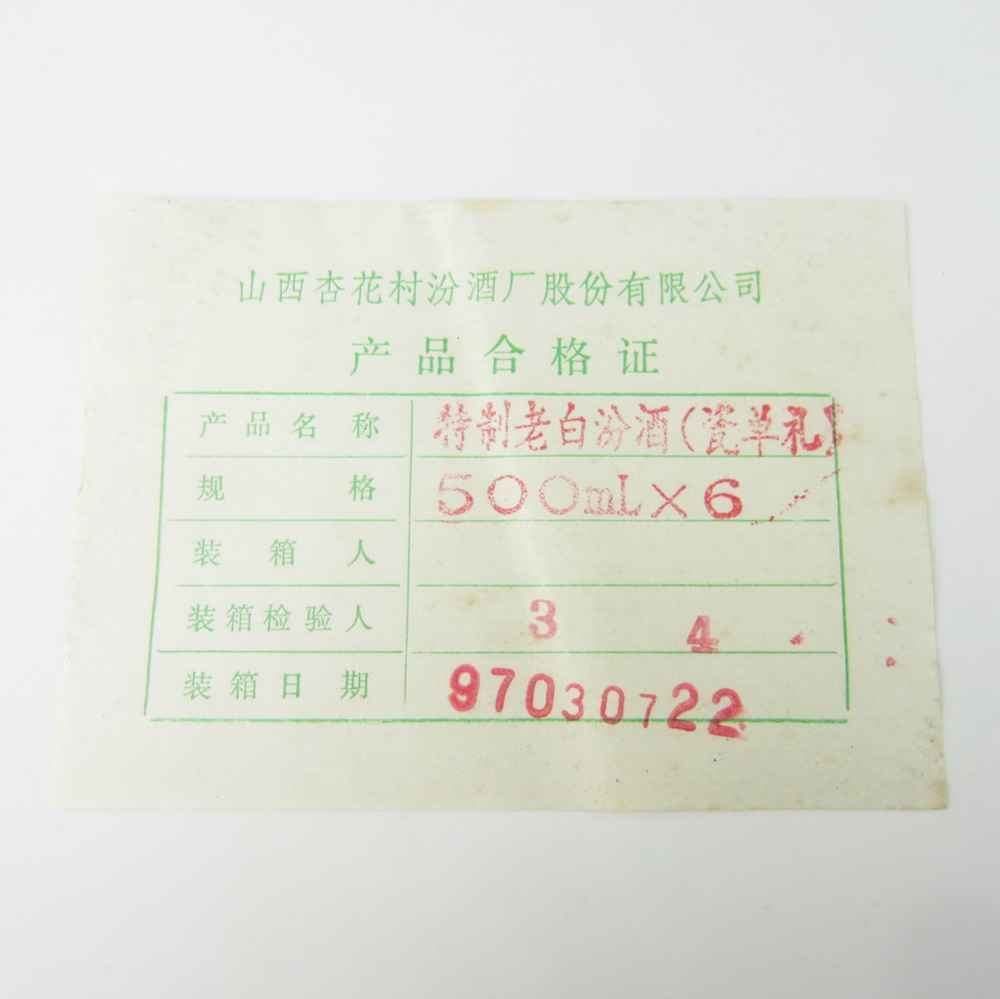 山西杏花村汾酒厂股份有限公司
产品合格证
产品名称 特制老白汾酒(瓷单礼)
规格 500mL×6
装箱人
装箱检验人 3 4
装箱日期 9703072​2